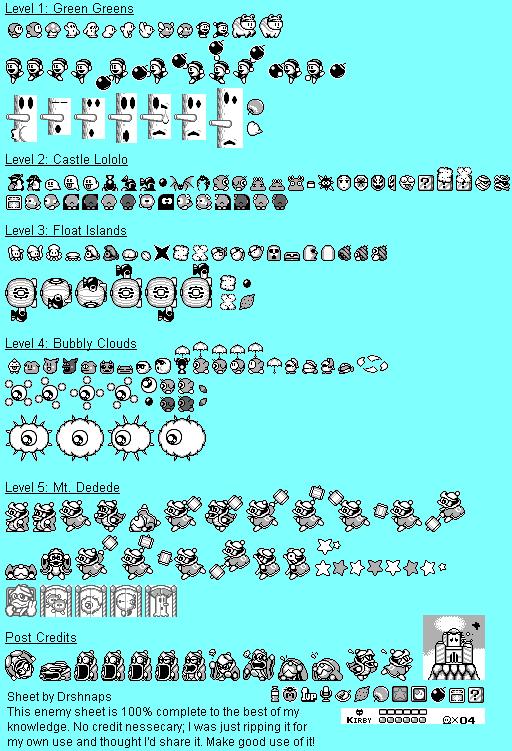 Level 1: Green Greens
Level 2: Castle Lololo
Level 3: Float Islands
Level 4: Bubbly Clouds
Level 5: Mt. Dedede
Post Credits
Sheet by Drshnaps
This enemy sheet is 100% complete to the best of my
knowledge. No credit nessecary; I was just ripping it for
my own use and thought I'd share it. Make good use of it!
KIRBY
×04